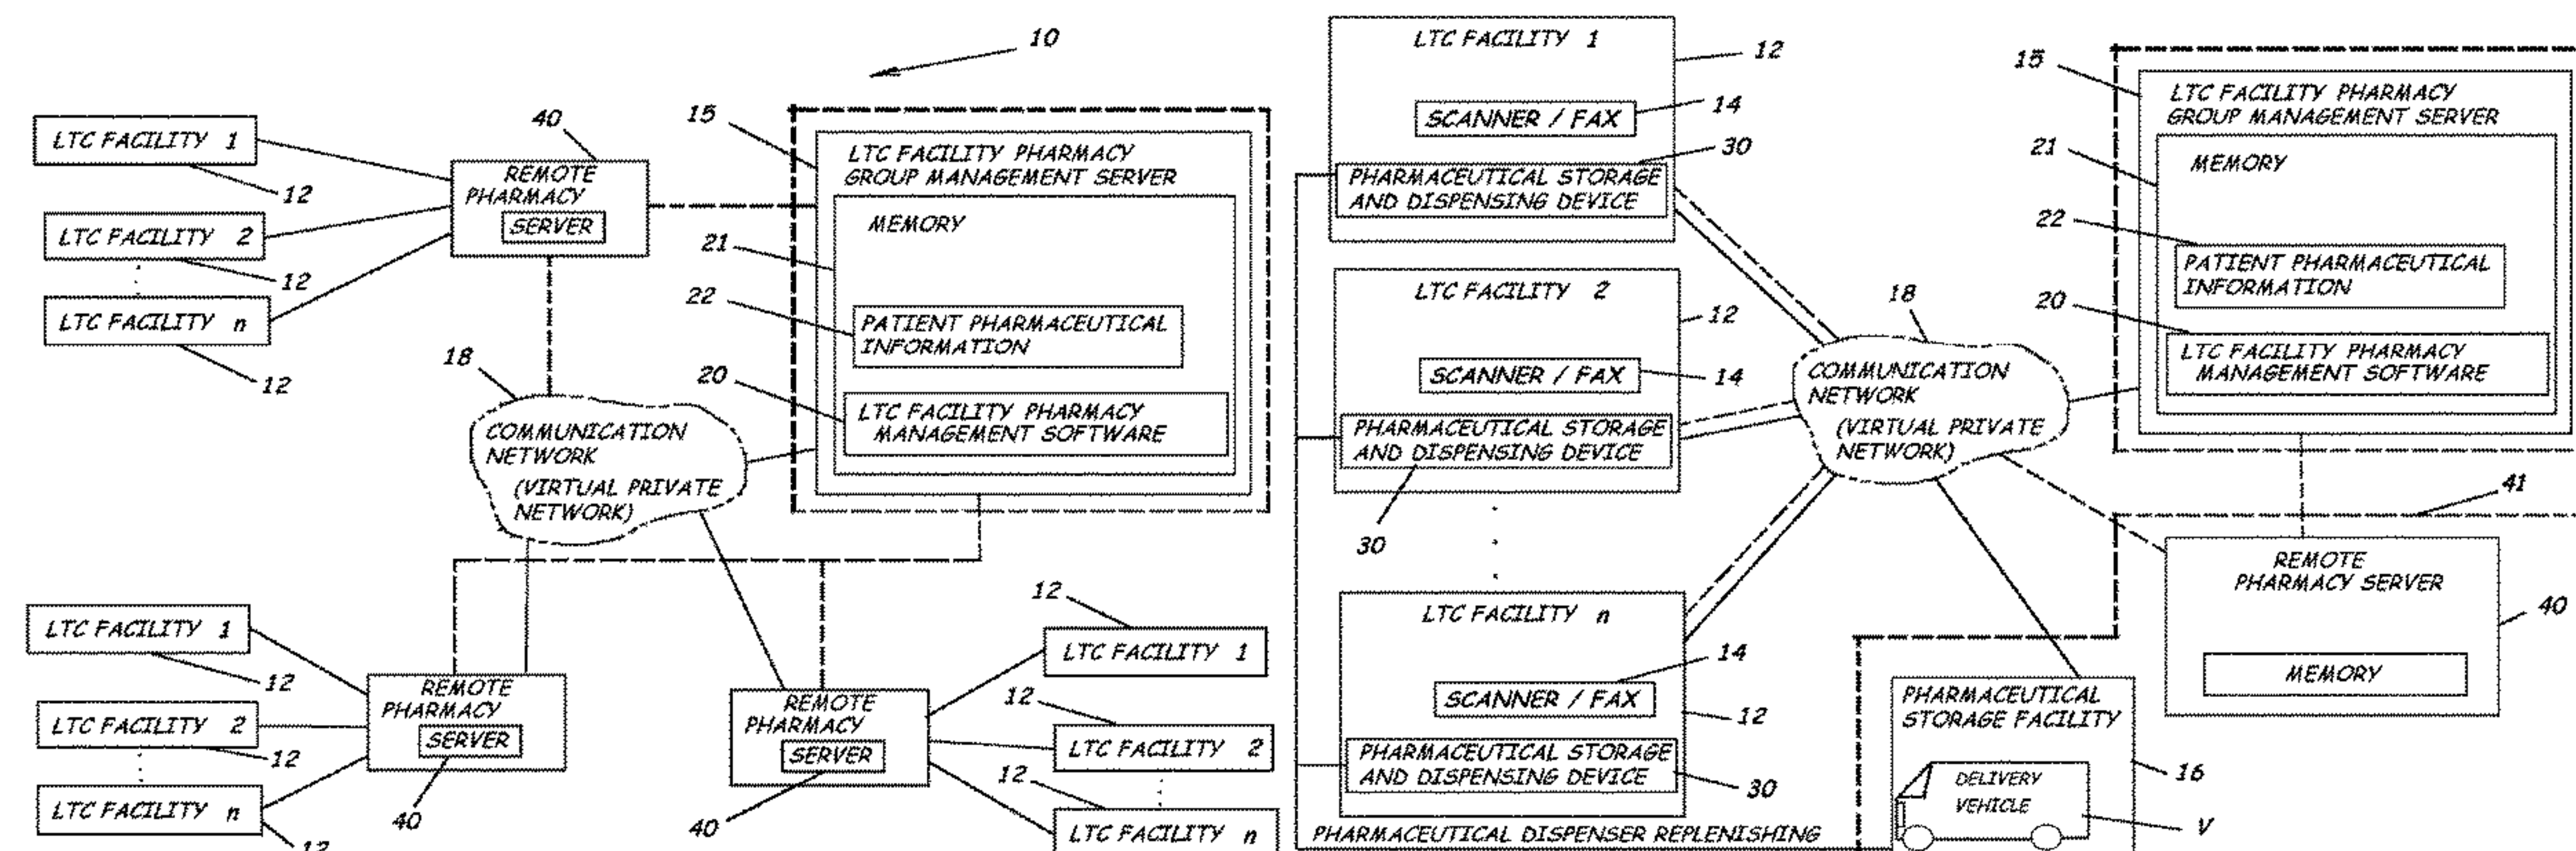 10
LTC FACILITY 1
12
LTC FACILITY 2
12
LTC FACILITY n
12
40
REMOTE
PHARMACY
SERVER
15
LTC FACILITY PHARMACY
GROUP MANAGEMENT SERVER
21
MEMORY
22
PATIENT PHARMACEUTICAL
INFORMATION
20
LTC FACILITY PHARMACY
MANAGEMENT SOFTWARE
18
COMMUNICATION
NETWORK
(VIRTUAL PRIVATE
NETWORK)
LTC FACILITY 1
12
LTC FACILITY 2
12
LTC FACILITY n
12
REMOTE
PHARMACY
SERVER
40
REMOTE
PHARMACY
SERVER
40
12
LTC FACILITY 1
12
LTC FACILITY 2
12
LTC FACILITY n
LTC FACILITY 1
12
SCANNER / FAX
14
30
PHARMACEUTICAL STORAGE
AND DISPENSING DEVICE
LTC FACILITY 2
12
SCANNER / FAX
14
PHARMACEUTICAL STORAGE
AND DISPENSING DEVICE
30
LTC FACILITY n
14
SCANNER / FAX
12
PHARMACEUTICAL STORAGE
AND DISPENSING DEVICE
30
PHARMACEUTICAL DISPENSER REPLENISHING
18
COMMUNICATION
NETWORK
(VIRTUAL PRIVATE
NETWORK)
15
LTC FACILITY PHARMACY
GROUP MANAGEMENT SERVER
21
MEMORY
22
PATIENT PHARMACEUTICAL
INFORMATION
20
LTC FACILITY PHARMACY
MANAGEMENT SOFTWARE
41
REMOTE
PHARMACY SERVER
40
MEMORY
PHARMACEUTICAL
STORAGE FACILITY
16
DELIVERY
VEHICLE
V